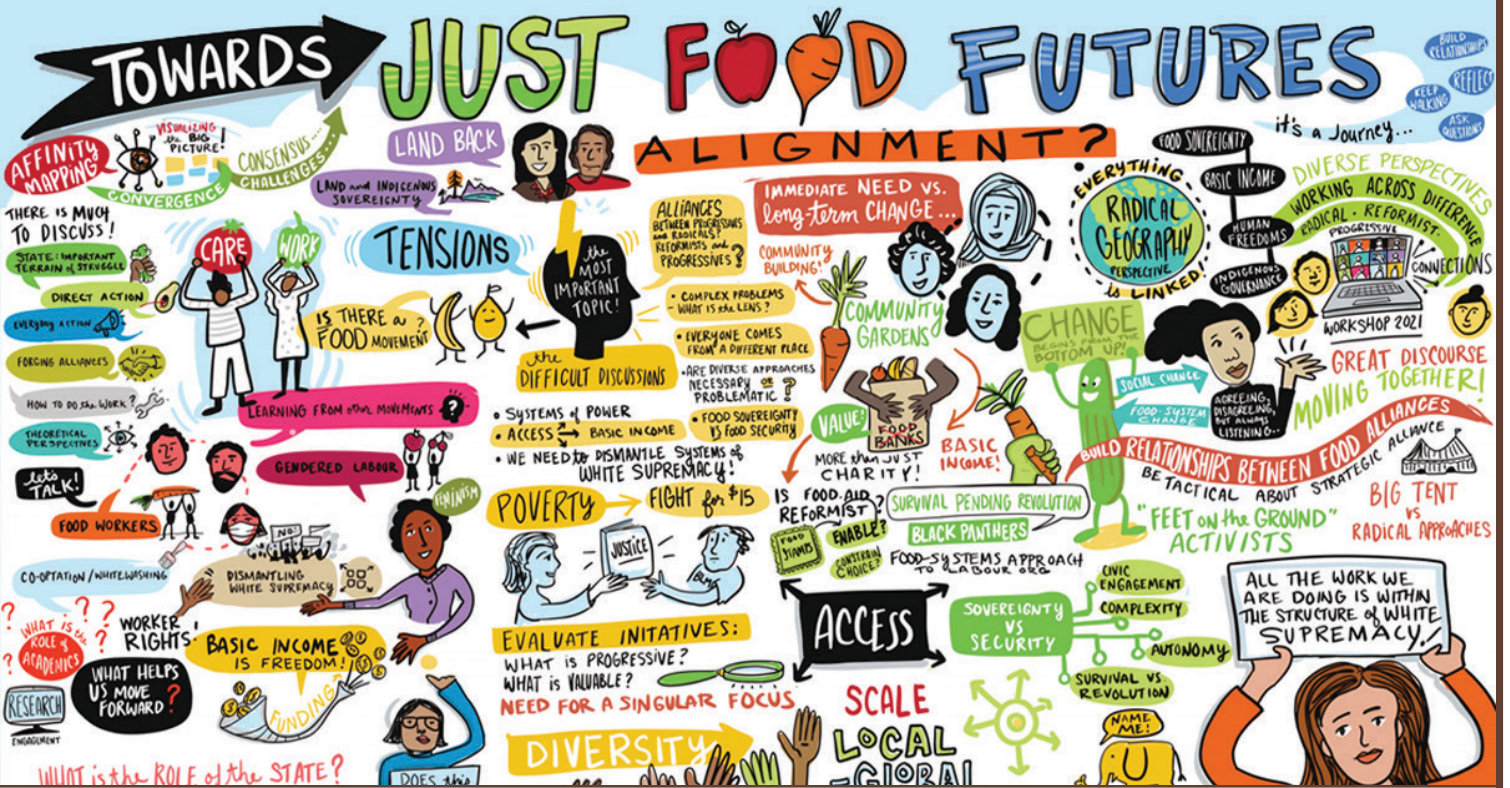 TOWARDS
JUST FOOD FUTURES
BUILD
RELATIONSHIPS
REFLECT
KEEP
WALKING
ASK
QUESTIONS
it's a Journey...
AFFINITY
MAPPING
VISUALIZING
the BIG
PICTURE!
CONVERGENCE
CONSENSUS...
CHALLENGES...
LAND BACK
LAND and INDIGENOUS
SOVEREIGNTY
ALIGNMENT?
THERE IS MUCH
TO DISCUSS!
STATE: IMPORTANT
TERRAIN of STRUGGLE
DIRECT ACTION
EVERYDAY ACTION
FORGING ALLIANCES
HOW TO DO the WORK?
THEORETICAL
PERSPECTIVES
let's
TALK!
FOOD WORKERS
CO-OPTATION/WHITEWASHING
CARE
WORK
TENSIONS
IS THERE a
FOOD MOVEMENT?
the
MOST
IMPORTANT
TOPIC!
the
DIFFICULT DISCUSSIONS
LEARNING FROM other MOVEMENTS
?
GENDERED LABOUR
FEMINISM
NO!
DISMANTLING
WHITE SUPREMACY
WHAT IS the
ROLE of
ACADEMICS
? ? ? ? ? ?
WORKER
RIGHTS!
BASIC INCOME
IS FREEDOM!
FUNDING
WHAT HELPS
US MOVE
FORWARD?
RESEARCH
ENGAGEMENT
WHAT is the ROLE of the STATE?
DOES this
ALLIANCES
BETWEEN PROGRESSIVES
and RADICALS?
REFORMISTS and
PROGRESSIVES?
• COMPLEX PROBLEMS
- WHAT IS the LENS?
• EVERYONE COMES
FROM A DIFFERENT PLACE
• ARE DIVERSE APPROACHES
NECESSARY OR
PROBLEMATIC?
• FOOD SOVEREIGNTY
VS FOOD SECURITY
• SYSTEMS of POWER
• ACCESS BASIC INCOME
• WE NEED to DISMANTLE SYSTEMS of
WHITE SUPREMACY!
POVERTY
FIGHT for $15
JUSTICE
BLM
EVALUATE INITATIVES:
WHAT IS PROGRESSIVE?
WHAT IS VALUABLE?
NEED FOR A SINGULAR FOCUS
DIVERSITY
IMMEDIATE NEED VS.
long-term CHANGE...
COMMUNITY
BUILDING!
COMMUNITY
GARDENS
VALUE!
FOOD
BANKS
MORE than JUST
CHARITY!
BASIC
INCOME!
IS FOOD AID
REFORMIST?
FOOD
STAMPS
ENABLE?
CONSTRAIN
CHOICE?
SURVIVAL PENDING REVOLUTION
BLACK PANTHERS
FOOD-SYSTEMS APPROACH
TO LABOUR ORG
ACCESS
SOVEREIGNTY
VS
SECURITY
CIVIC
ENGAGEMENT
COMPLEXITY
AUTONOMY
SURVIVAL VS.
REVOLUTION
SCALE
LOCAL
-GLOBAL
NAME
ME!
EVERYTHING
IS LINKED
RADICAL
GEOGRAPHY
PERSPECTIVE
FOOD SOVEREIGNTY
BASIC INCOME
HUMAN
FREEDOMS
INDIGENOUS
GOVERNANCE
DIVERSE PERSPECTIVES
WORKING ACROSS DIFFERENCE
RADICAL · REFORMIST·
PROGRESSIVE
CONNECTIONS
WORKSHOP 2021
CHANGE
BEGINS FROM THE
BOTTOM UP!
SOCIAL CHANGE
FOOD-SYSTEM
CHANGE
AGREEING,
DISAGREEING,
BUT ALWAYS
LISTENING..
GREAT DISCOURSE
MOVING TOGETHER!
BUILD RELATIONSHIPS BETWEEN FOOD ALLIANCES
BE TACTICAL ABOUT STRATEGIC ALLIANCE
"FEET on the GROUND"
ACTIVISTS
BIG TENT
VS
RADICAL APPROACHES
ALL THE WORK WE
ARE DOING IS WITHIN
THE STRUCTURE of WHITE
SUPREMACY!